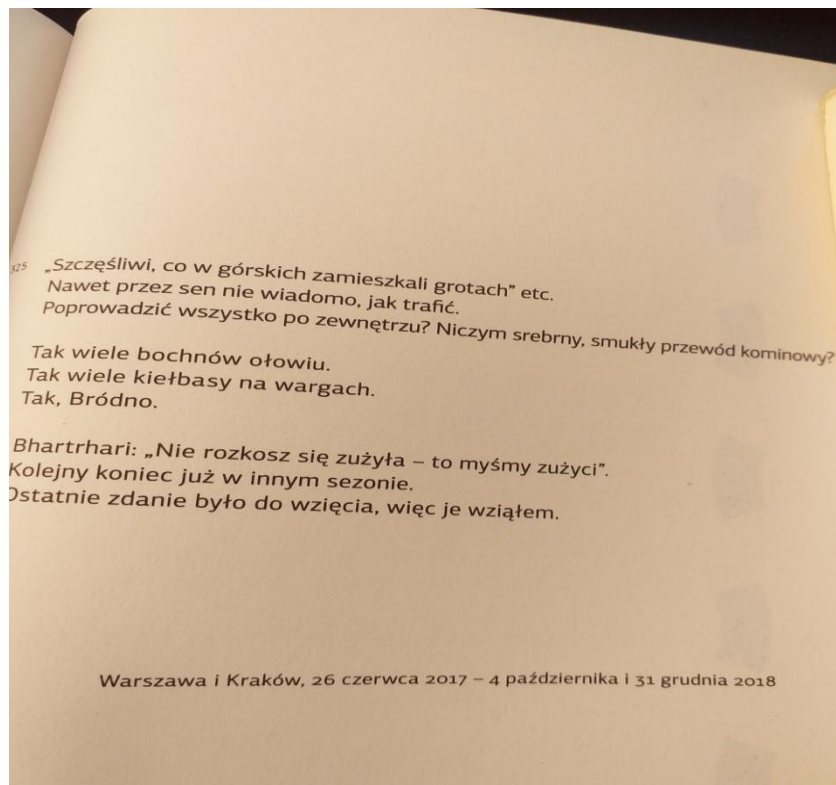 325 „Szczęśliwi, co w górskich zamieszkali grotach” etc.
Nawet przez sen nie wiadomo, jak trafić.
Poprowadzić wszystko po zewnętrzu? Niczym srebrny, smukły przewód kominowy?
Tak wiele bochnów ołowiu.
Tak wiele kiełbasy na wargach.
Tak, Bródno.
Bhartrhari: „Nie rozkosz się zużyła – to myśmy zużyci”.
Kolejny koniec już w innym sezonie.
Ostatnie zdanie było do wzięcia, więc je wziąłem.
Warszawa i Kraków, 26 czerwca 2017 – 4 października i 31 grudnia 2018